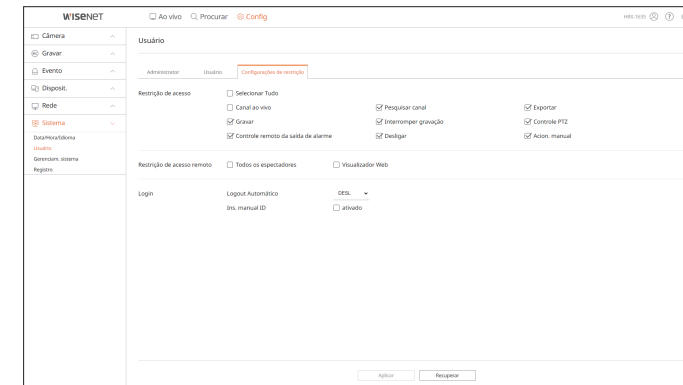 WISENET
Ao vivo Procurar Config
HRX-1635
Câmera
Gravar
Evento
Disposit.
Rede
Sistema
Data/Hora/Idioma
Usuário
Gerenciam. sistema
Registro
Usuário
Administrator Usuário Configurações de restrição
Restrição de acesso Selecionar Tudo
Canal ao vivo Pesquisar canal Exportar
Gravar Interromper gravação Controle PTZ
Controle remoto da saída de alarme Desligar Acion. manual
Restrição de acesso remoto Todos os espectadores Visualizador Web
Login Logout Automático DESL
Ins. manual ID ativado
Aplicar Recuperar